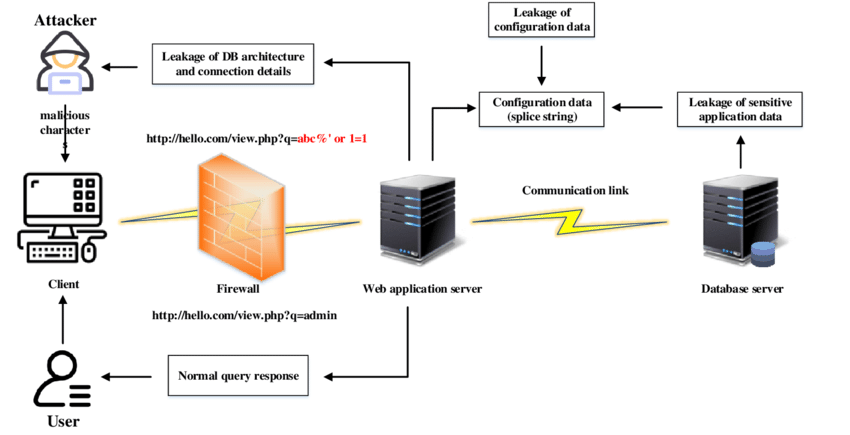 Attacker
Leakage of
configuration data
Leakage of DB architecture
and connection details
malicious
character
s
Configuration data
(splice string)
Leakage of sensitive
application data
http://hello.com/view.php?q=abc%' or 1=1
Communication link
Client
Firewall
Web application server
Database server
http://hello.com/view.php?q=admin
Normal query response
User